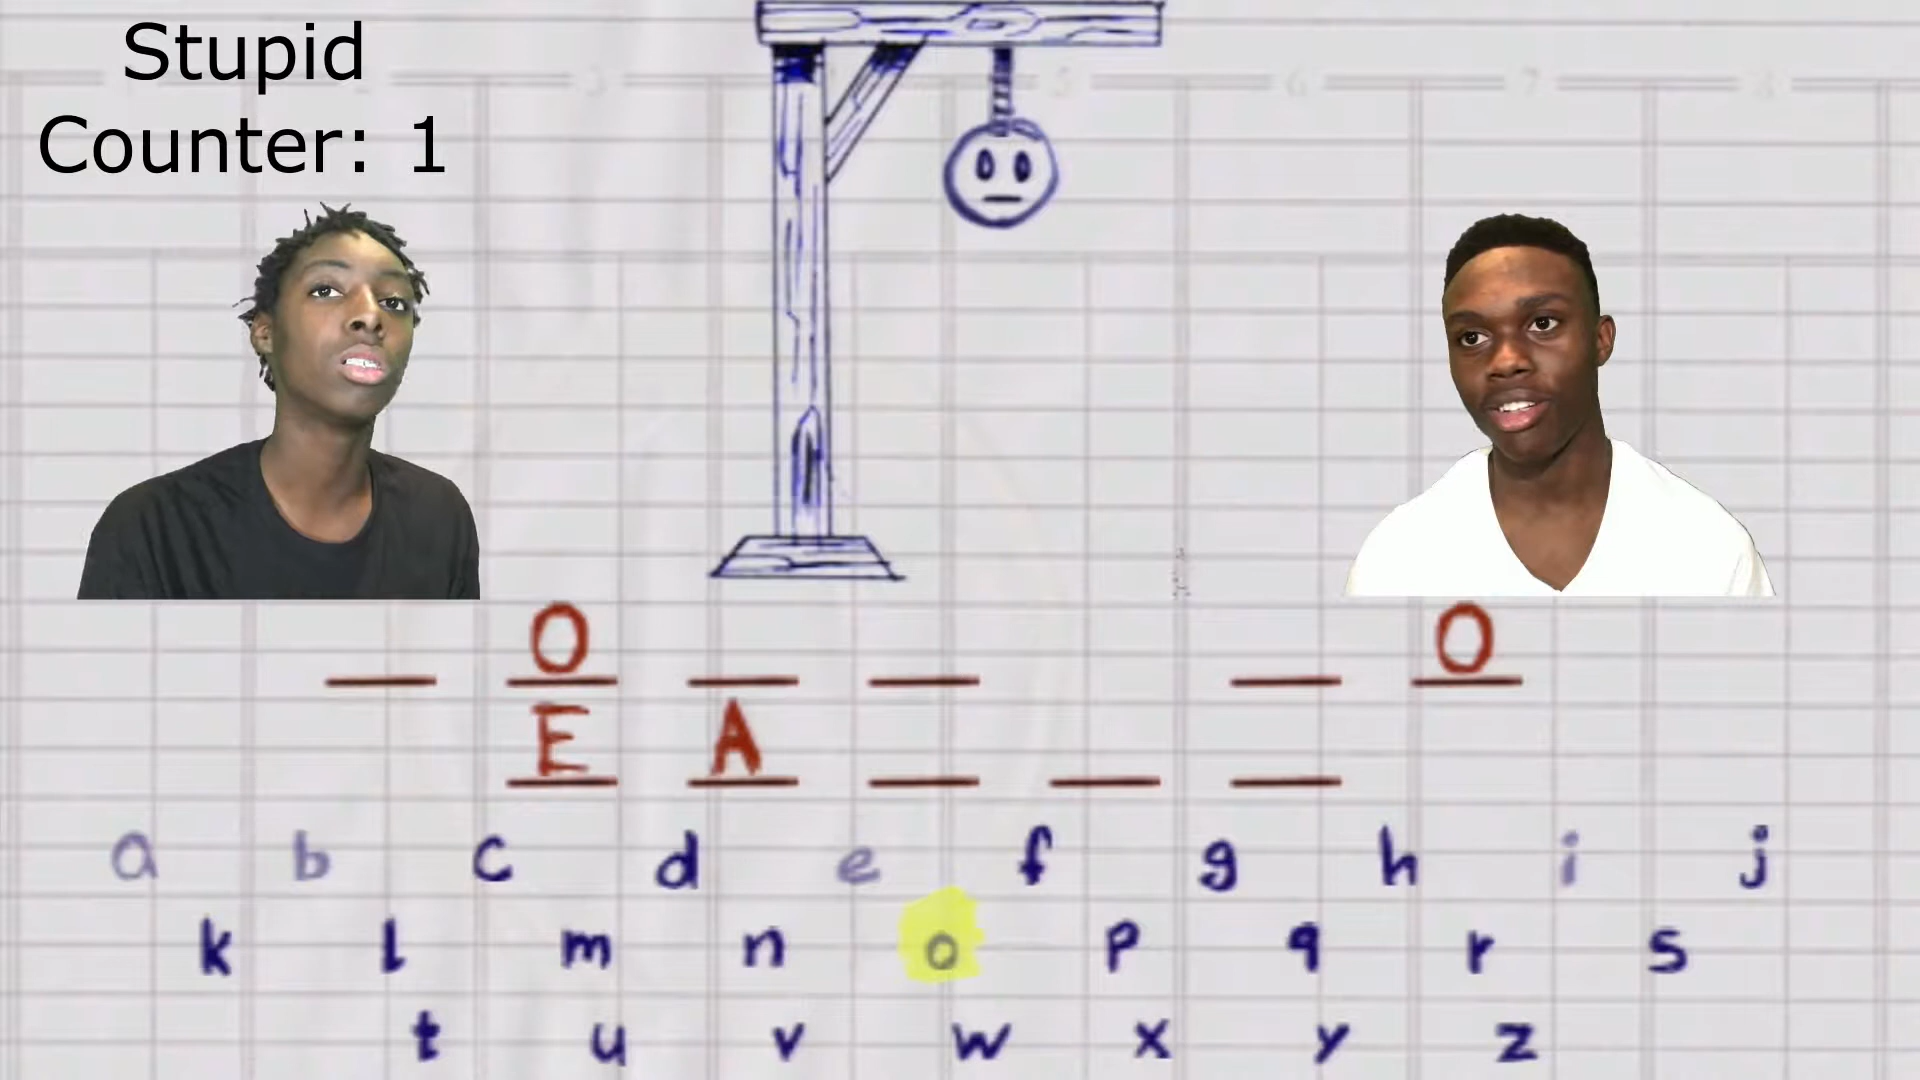 Stupid
Counter: 1
O O
E A
a b c d e f g h i j
k l m n o p q r s
t u v w x y z